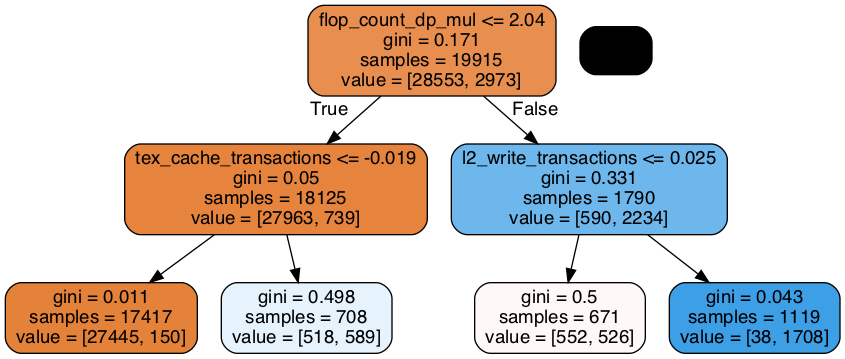 flop_count_dp_mul <= 2.04
gini = 0.171
samples = 19915
value = [28553, 2973]
True
False
tex_cache_transactions <= -0.019
gini = 0.05
samples = 18125
value = [27963, 739]
l2_write_transactions <= 0.025
gini = 0.331
samples = 1790
value = [590, 2234]
gini = 0.011
samples = 17417
value = [27445, 150]
gini = 0.498
samples = 708
value = [518, 589]
gini = 0.5
samples = 671
value = [552, 526]
gini = 0.043
samples = 1119
value = [38, 1708]